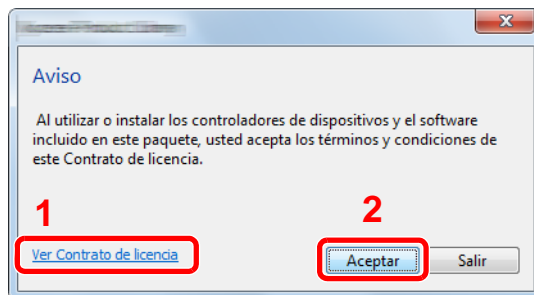 Aviso
Al utilizar o instalar los controladores de dispositivos y el software
incluido en este paquete, usted acepta los términos y condiciones de
este Contrato de licencia.
1
2
Ver Contrato de licencia
Aceptar
Salir